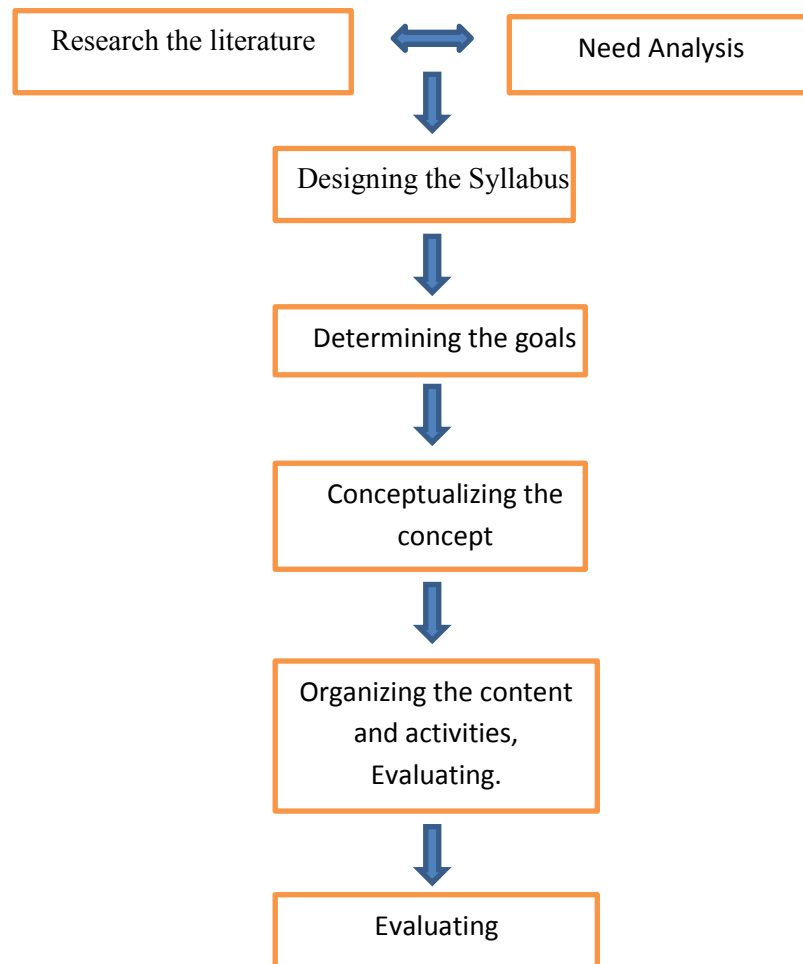 Research the literature
Need Analysis
Designing the Syllabus
Determining the goals
Conceptualizing the
concept
Organizing the content
and activities,
Evaluating.
Evaluating